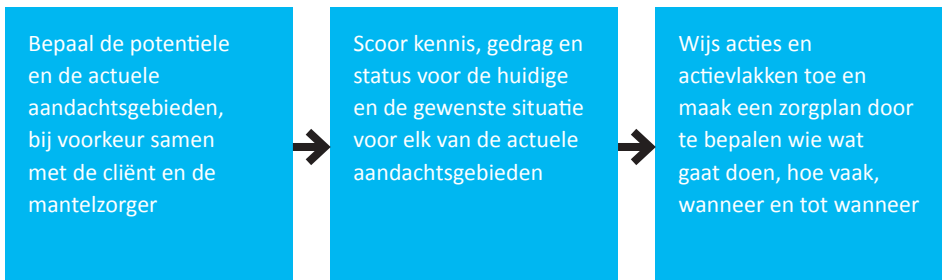 Bepaal de potentiele
en de actuele
aandachtsgebieden,
bij voorkeur samen
met de cliënt en de
mantelzorger
Scoor kennis, gedrag en
status voor de huidige
en de gewenste situatie
voor elk van de actuele
aandachtsgebieden
Wijs acties en
actievlakken toe en
maak een zorgplan door
te bepalen wie wat
gaat doen, hoe vaak,
wanneer en tot wanneer